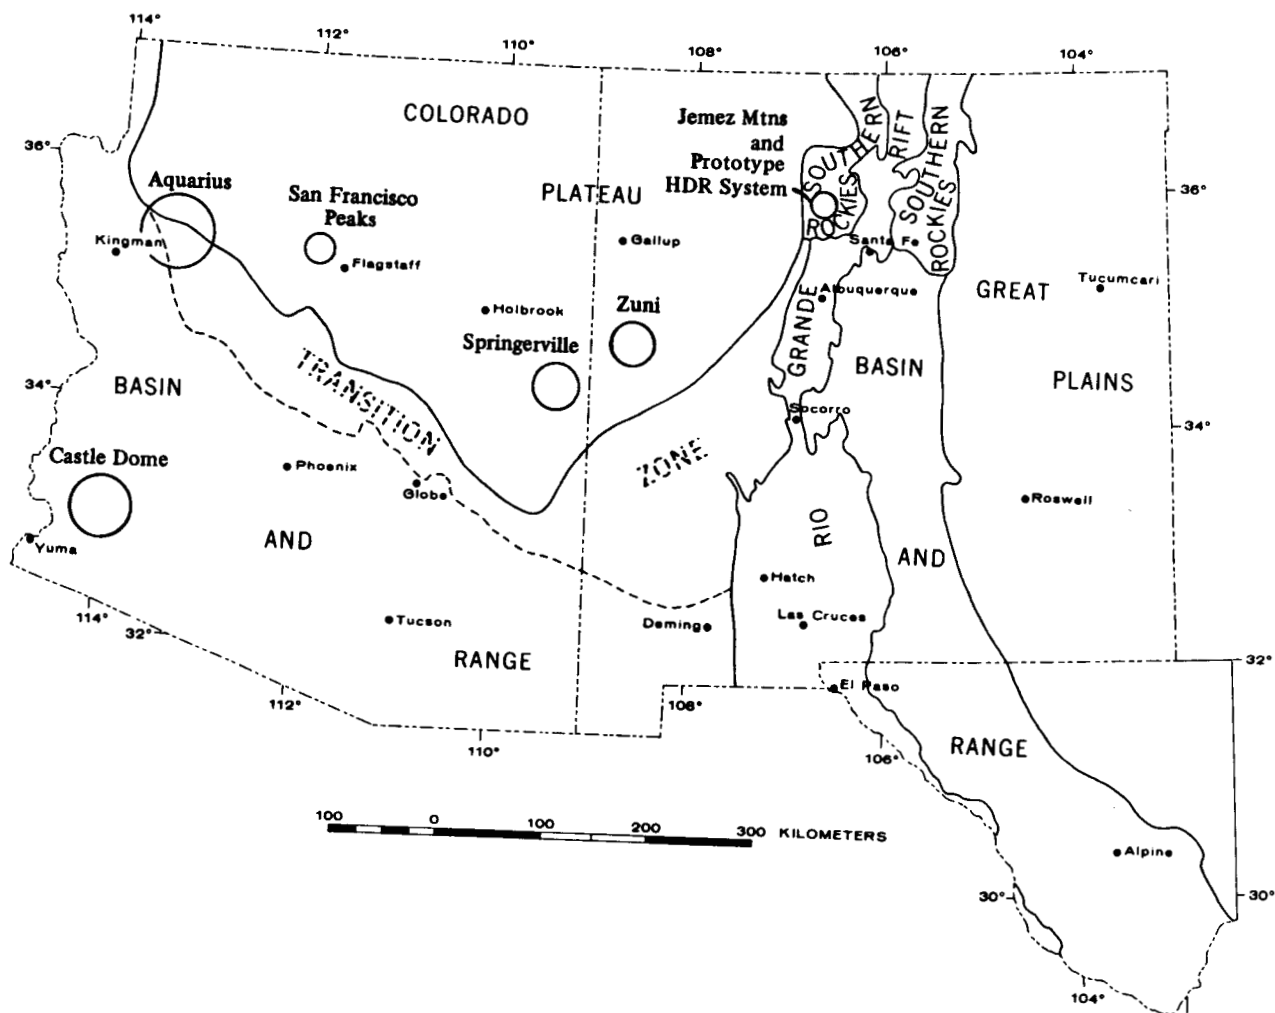 114°
112°
110°
108°
106°
104°
COLORADO
PLATEAU
Jemez Mtns
and
Prototype
HDR System
SOUTHERN
ROCKIES
RIFT
SOUTHERN
ROCKIES
36°
36°
Aquarius
San Francisco
Peaks
Kingman
Flagstaff
Gallup
Santa Fe
Tucumcari
GREAT
PLAINS
Albuquerque
Holbrook
Zuni
Springerville
GRANDE
BASIN
34°
BASIN
TRANSITION
ZONE
Socorro
34°
Castle Dome
Phoenix
Globe
Roswell
Yuma
AND
RIO
AND
Hatch
114°
32°
Tucson
Deming
Las Cruces
RANGE
32°
El Paso
112°
108°
110°
106°
RANGE
100 0 100 200 300 KILOMETERS
Alpine
30°
30°
104°